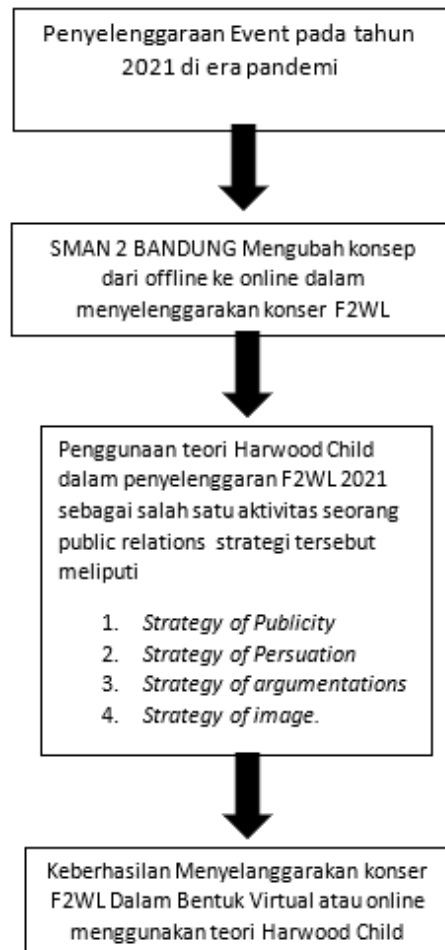 Penyelenggaraan Event pada tahun
2021 di era pandemi
SMAN 2 BANDUNG Mengubah konsep
dari offline ke online dalam
menyelenggarakan konser F2WL
Penggunaan teori Harwood Child
dalam penyelenggaran F2WL 2021
sebagai salah satu aktivitas seorang
public relations strategi tersebut
meliputi
1. Strategy of Publicity
2. Strategy of Persuation
3. Strategy of argumentations
4. Strategy of image.
Keberhasilan Menyelanggarakan konser
F2WL Dalam Bentuk Virtual atau online
menggunakan teori Harwood Child